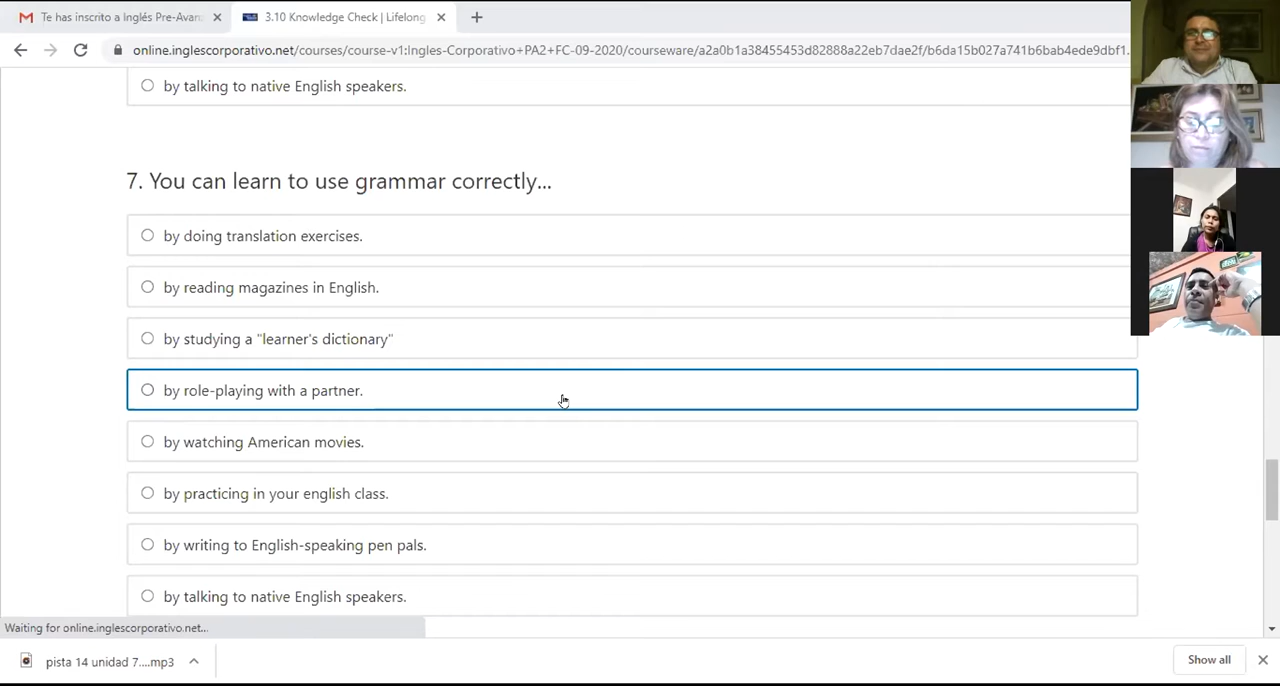 Te has inscrito a Inglés Pre-Avan
3.10 Knowledge Check | Lifelong
online.inglescorporativo.net/courses/course-v1:Ingles-Corporativo+PA2+FC-09-2020/courseware/a2a0b1a38455453d82888a22eb7dae2f/b6da15b027a741b6bab4ede9dbf1...
by talking to native English speakers.
7. You can learn to use grammar correctly...
by doing translation exercises.
by reading magazines in English.
by studying a "learner's dictionary"
by role-playing with a partner.
by watching American movies.
by practicing in your english class.
by writing to English-speaking pen pals.
by talking to native English speakers.
Waiting for online.inglescorporativo.net...
pista 14 unidad 7....mp3
Show all